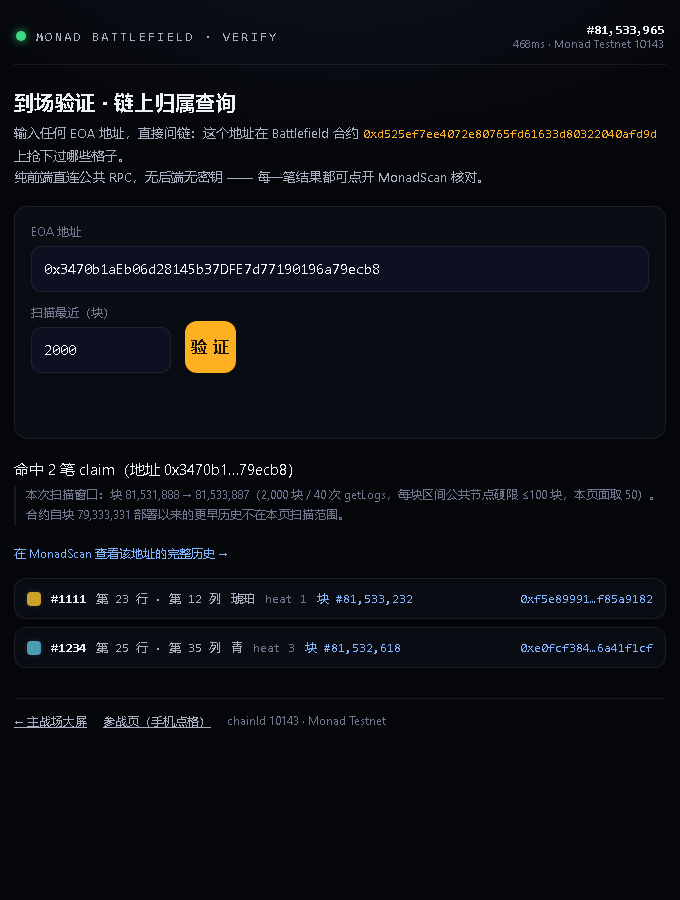 MONAD BATTLEFIELD · VERIFY
#81,533,965
468ms · Monad Testnet 10143
到场验证 · 链上归属查询
输入任何 EOA 地址，直接问链：这个地址在 Battlefield 合约 0xd525ef7ee4072e80765fd61633d80322040afd9d
上抢下过哪些格子。
纯前端直连公共 RPC，无后端无密钥 —— 每一笔结果都可点开 MonadScan 核对。
EOA 地址
0x3470b1aEb06d28145b37DFE7d77190196a79ecb8
扫描最近（块）
2000
验 证
命中 2 笔 claim（地址 0x3470b1…79ecb8）
本次扫描窗口：块 81,531,888 → 81,533,887（2,000 块 / 40 次 getLogs，每块区间公共节点硬限 ≤100 块，本页面取 50）。
合约自块 79,333,331 部署以来的更早历史不在本页扫描范围。
在 MonadScan 查看该地址的完整历史 →
#1111 第 23 行 · 第 12 列 琥珀 heat 1 块 #81,533,232 0xf5e89991…f85a9182
#1234 第 25 行 · 第 35 列 青 heat 3 块 #81,532,618 0xe0fcf384…6a41f1cf
← 主战场大屏 参战页（手机点格） chainId 10143 · Monad Testnet